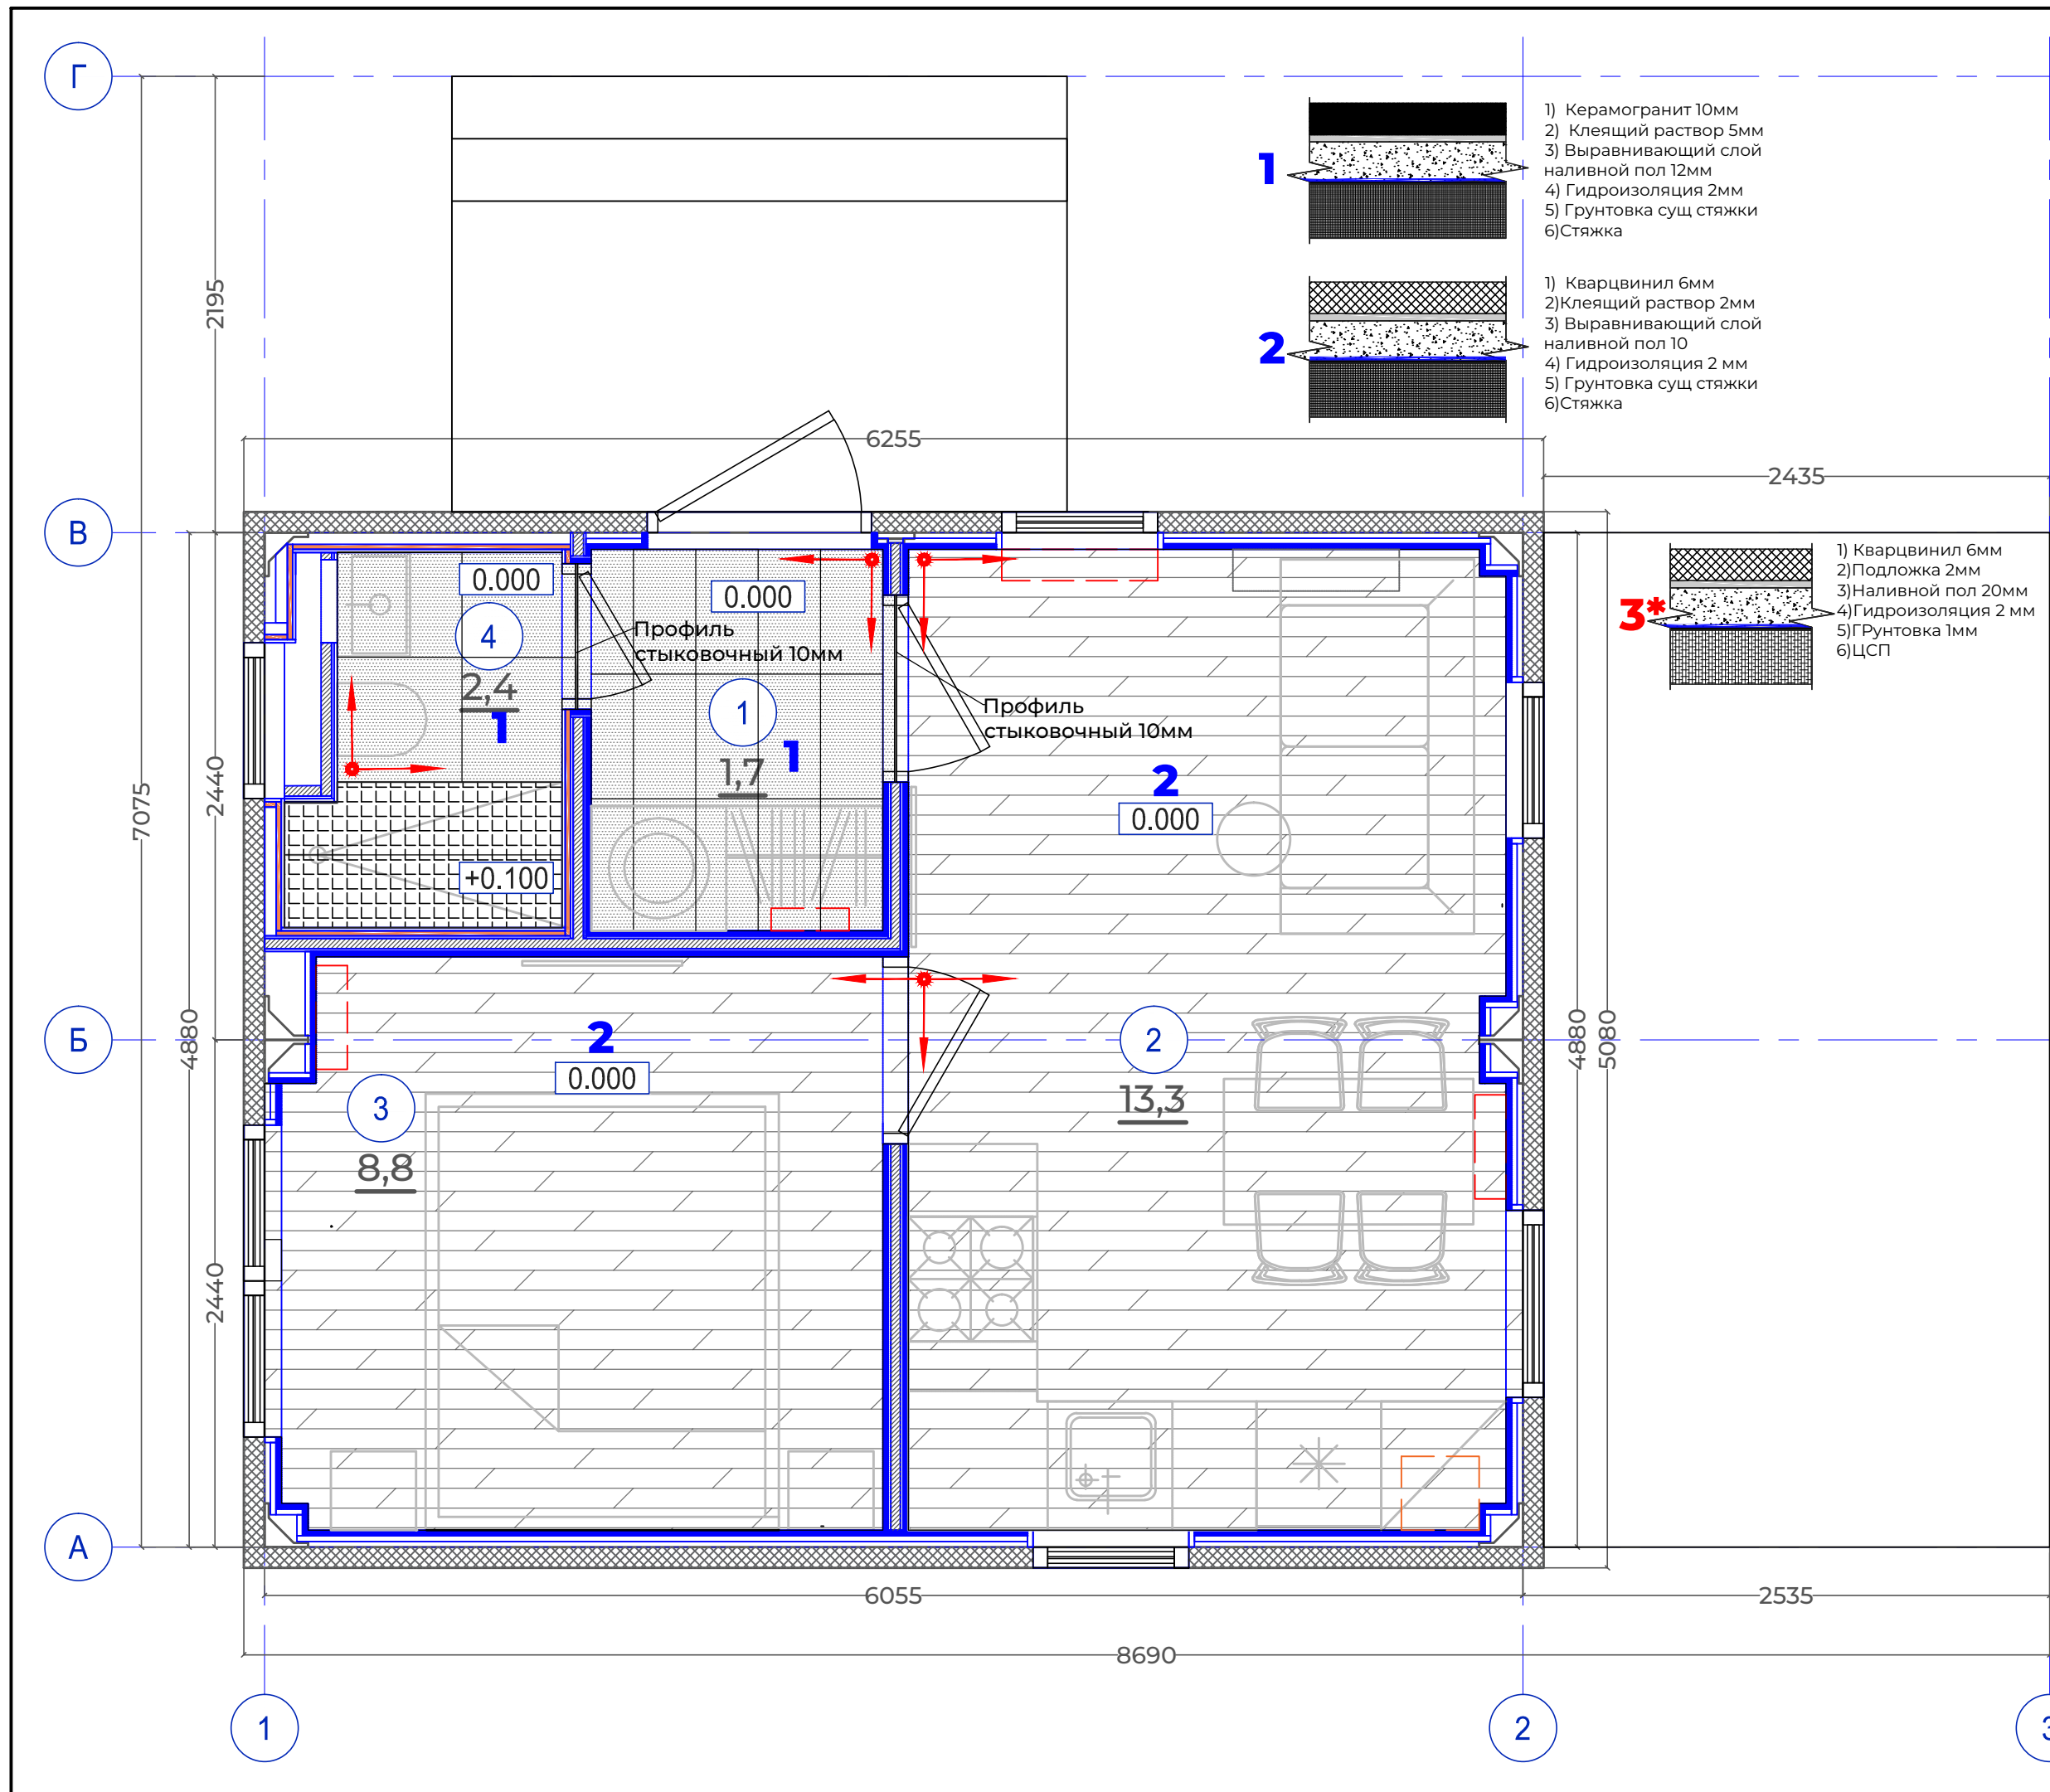 Г
1) Керамогранит 10мм
2) Клеящий раствор 5мм
3) Выравнивающий слой
наливной пол 12мм
4) Гидроизоляция 2мм
5) Грунтовка сущ стяжки
6)Стяжка
1
1) Кварцвинил 6мм
2)Клеящий раствор 2мм
3) Выравнивающий слой
наливной пол 10
4) Гидроизоляция 2 мм
5) Грунтовка сущ стяжки
6)Стяжка
2
2195
6255
2435
В
1) Кварцвинил 6мм
2)Подложка 2мм
3)Наливной пол 20мм
4)Гидроизоляция 2 мм
5)ГРунтовка 1мм
6)ЦСП
3*
0.000
0.000
4
Профиль
стыковочный 10мм
2,4
1
1
1
1,7
Профиль
стыковочный 10мм
2
0.000
7075
2440
+0.100
Б
4880
2
0.000
2
13,3
4880
5080
3
8,8
2440
А
6055
2535
8690
1
2
3